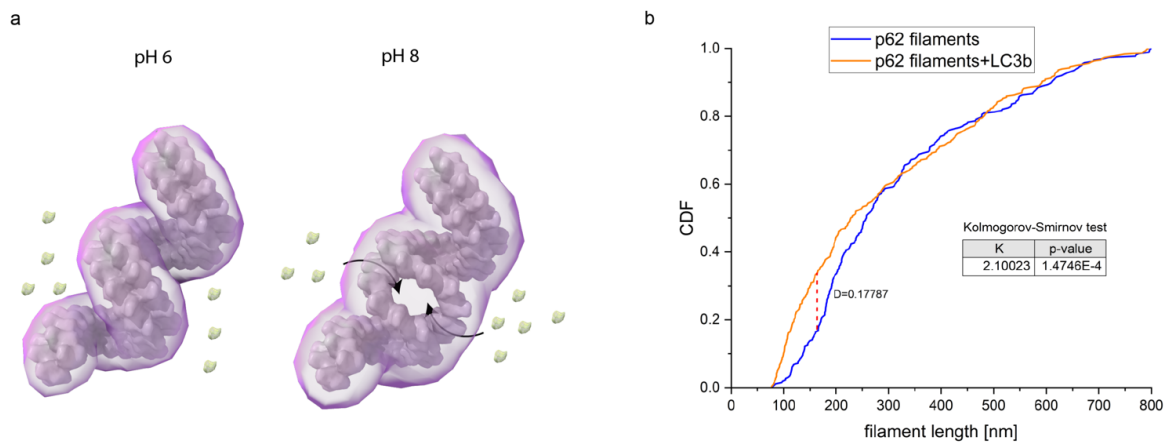 a
pH 6
pH 8
b
p62 filaments
p62 filaments+LC3b
1.0
0.8
0.6
0.4
0.2
0.0
CDF
Kolmogorov-Smirnov test
K p-value
2.10023 1.4746E-4
D=0.17787
0 100 200 300 400 500 600 700 800
filament length [nm]